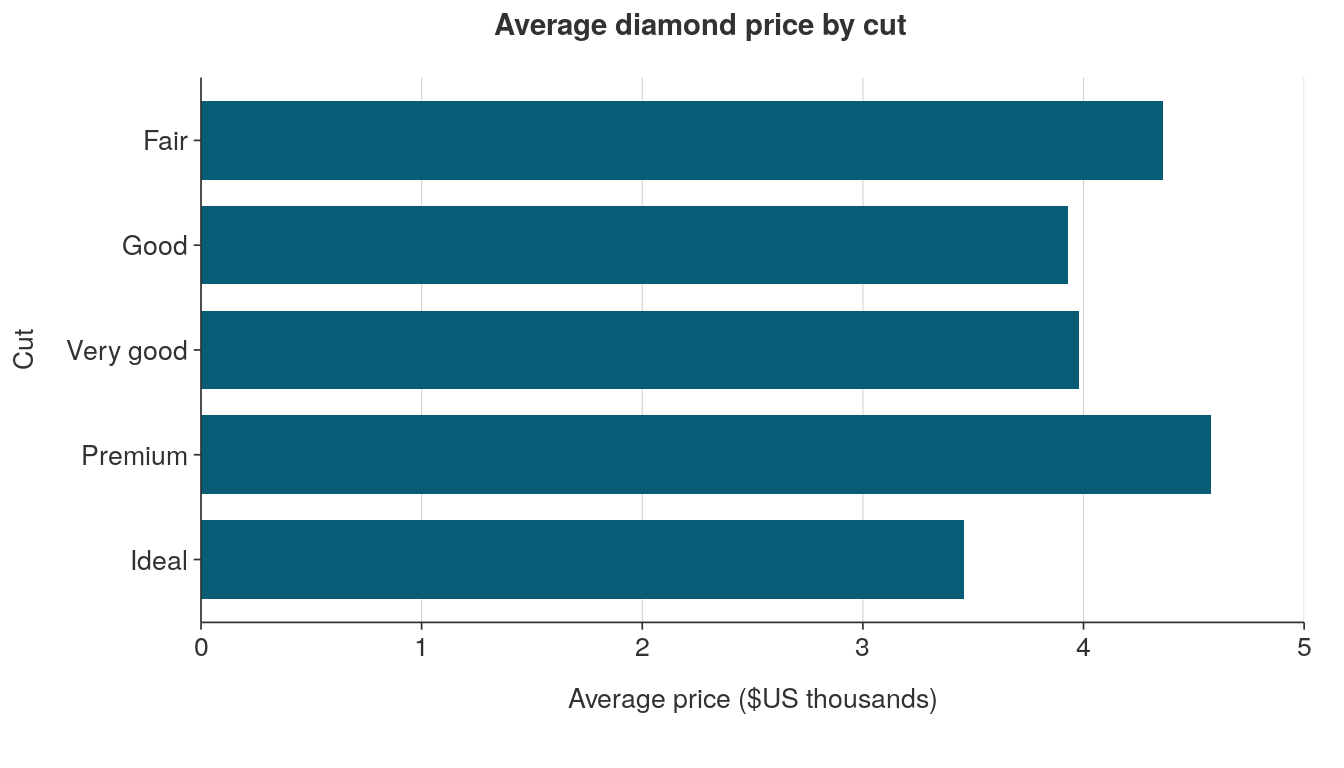 Average diamond price by cut
Fair
Good
Very good
Premium
Ideal
Cut
0 1 2 3 4 5
Average price ($US thousands)